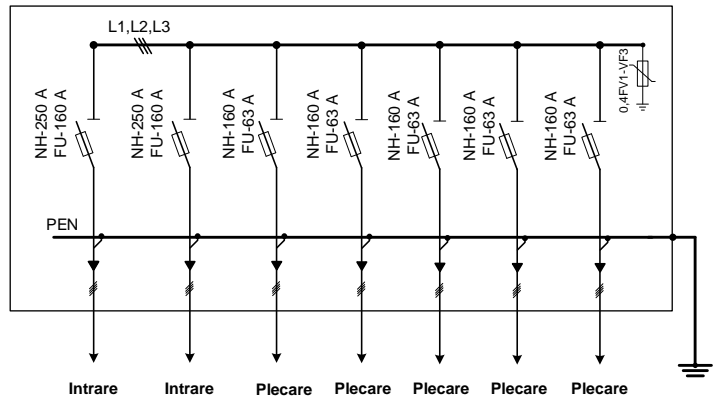 L1,L2,L3
NH-250 A
FU-160 A
NH-250 A
FU-160 A
NH-160 A
FU-63 A
NH-160 A
FU-63 A
NH-160 A
FU-63 A
NH-160 A
FU-63 A
NH-160 A
FU-63 A
0,4FV1-VF3
PEN
Intrare Intrare Plecare Plecare Plecare Plecare Plecare